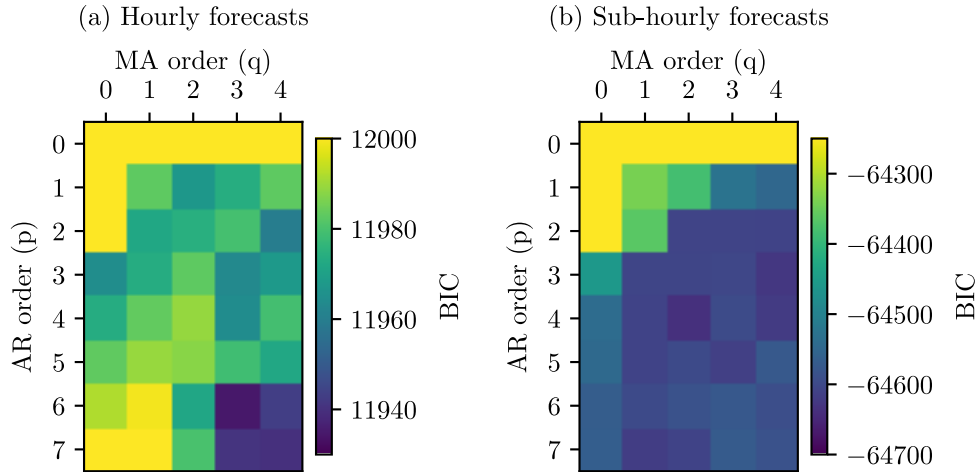 (a) Hourly forecasts
MA order (q)
0 1 2 3 4
AR order (p)
0
1
2
3
4
5
6
7
12000
11980
11960
11940
BIC
(b) Sub-hourly forecasts
MA order (q)
0 1 2 3 4
AR order (p)
0
1
2
3
4
5
6
7
−64300
−64400
−64500
−64600
−64700
BIC